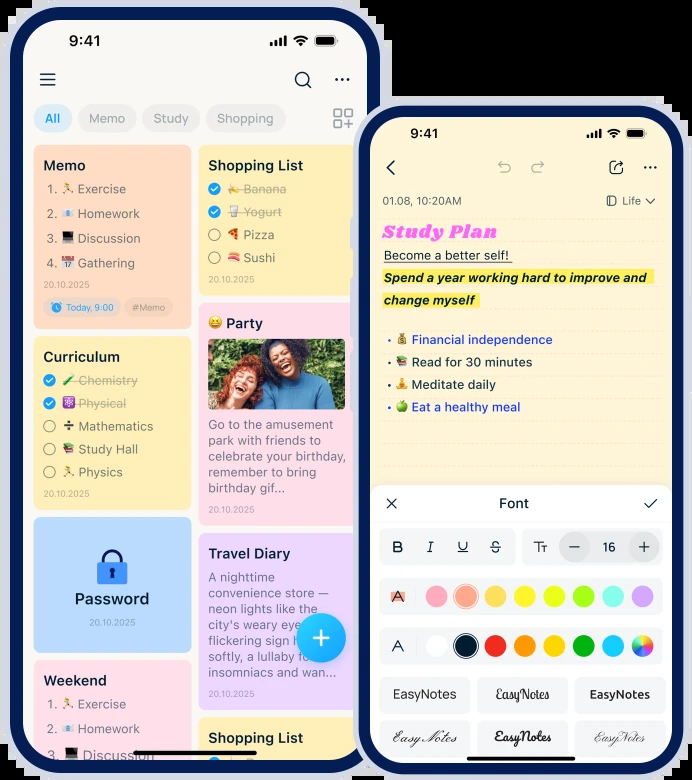 9:41
All
Memo
Study
Shopping
Memo
1. Exercise
2. Homework
3. Discussion
4. Gathering
20.10.2025
Today, 9:00
#Memo
Curriculum
Chemistry
Physical
Mathematics
Study Hall
Physics
20.10.2025
Password
20.10.2025
Weekend
1. Exercise
2. Homework
3. Discussion
Shopping List
Banana
Yogurt
Pizza
Sushi
20.10.2025
Party
Go to the amusement
park with friends to
celebrate your birthday,
remember to bring
birthday gif...
20.10.2025
Travel Diary
A nighttime
convenience store —
neon lights like the
city's weary
flickering sign
softly, a lullaby
insomniacs and wan...
20.10.2025
Shopping List
9:41
01.08, 10:20AM
Life
Study Plan
Become a better self!
Spend a year working hard to improve and
change myself
• Financial independence
• Read for 30 minutes
• Meditate daily
• Eat a healthy meal
Font
B I U S
TT
16
A
A
EasyNotes
EasyNotes
EasyNotes
EasyNotes
EasyNotes
EasyNotes